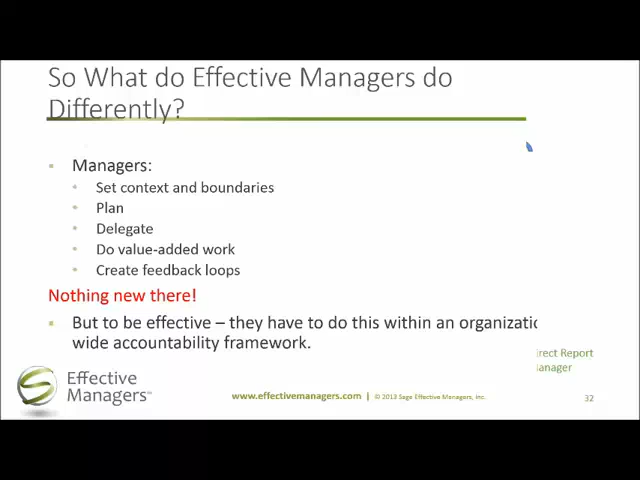 So What do Effective Managers do
Differently?
Managers:
Set context and boundaries
Plan
Delegate
Do value-added work
Create feedback loops
Nothing new there!
But to be effective – they have to do this within an organizatio
wide accountability framework.
irect Report
anager
Effective
Managers™
www.effectivemanagers.com | © 2013 Sage Effective Managers, Inc.
32